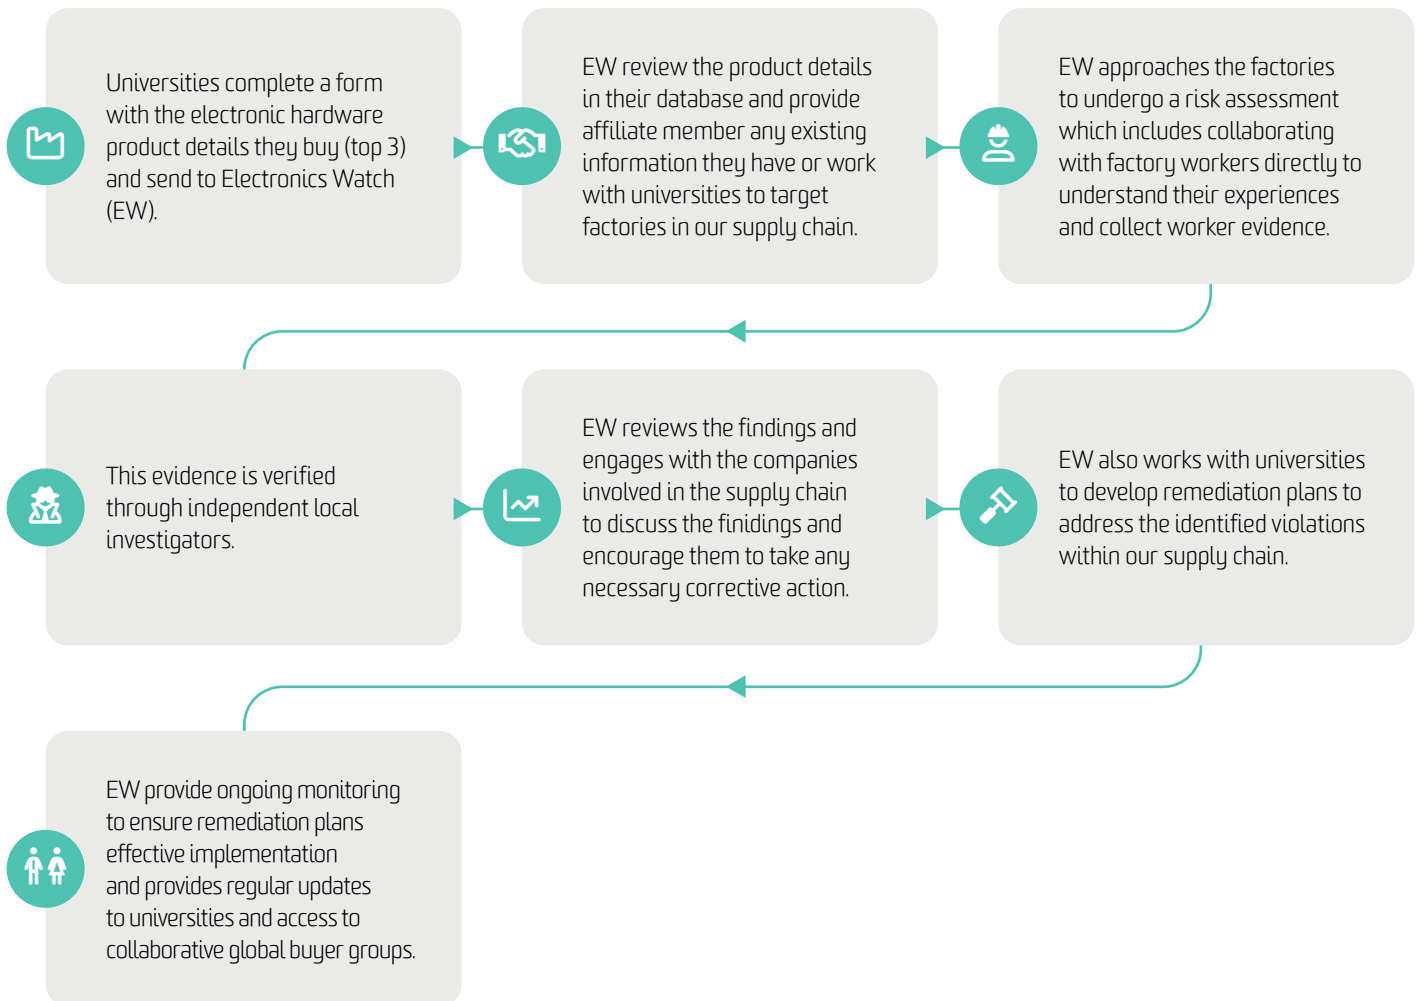 Universities complete a form
with the electronic hardware
product details they buy (top 3)
and send to Electronics Watch
(EW).
EW review the product details
in their database and provide
affiliate member any existing
information they have or work
with universities to target
factories in our supply chain.
EW approaches the factories
to undergo a risk assessment
which includes collaborating
with factory workers directly to
understand their experiences
and collect worker evidence.
This evidence is verified
through independent local
investigators.
EW reviews the findings and
engages with the companies
involved in the supply chain
to discuss the finidings and
encourage them to take any
necessary corrective action.
EW also works with universities
to develop remediation plans to
address the identified violations
within our supply chain.
EW provide ongoing monitoring
to ensure remediation plans
effective implementation
and provides regular updates
to universities and access to
collaborative global buyer groups.